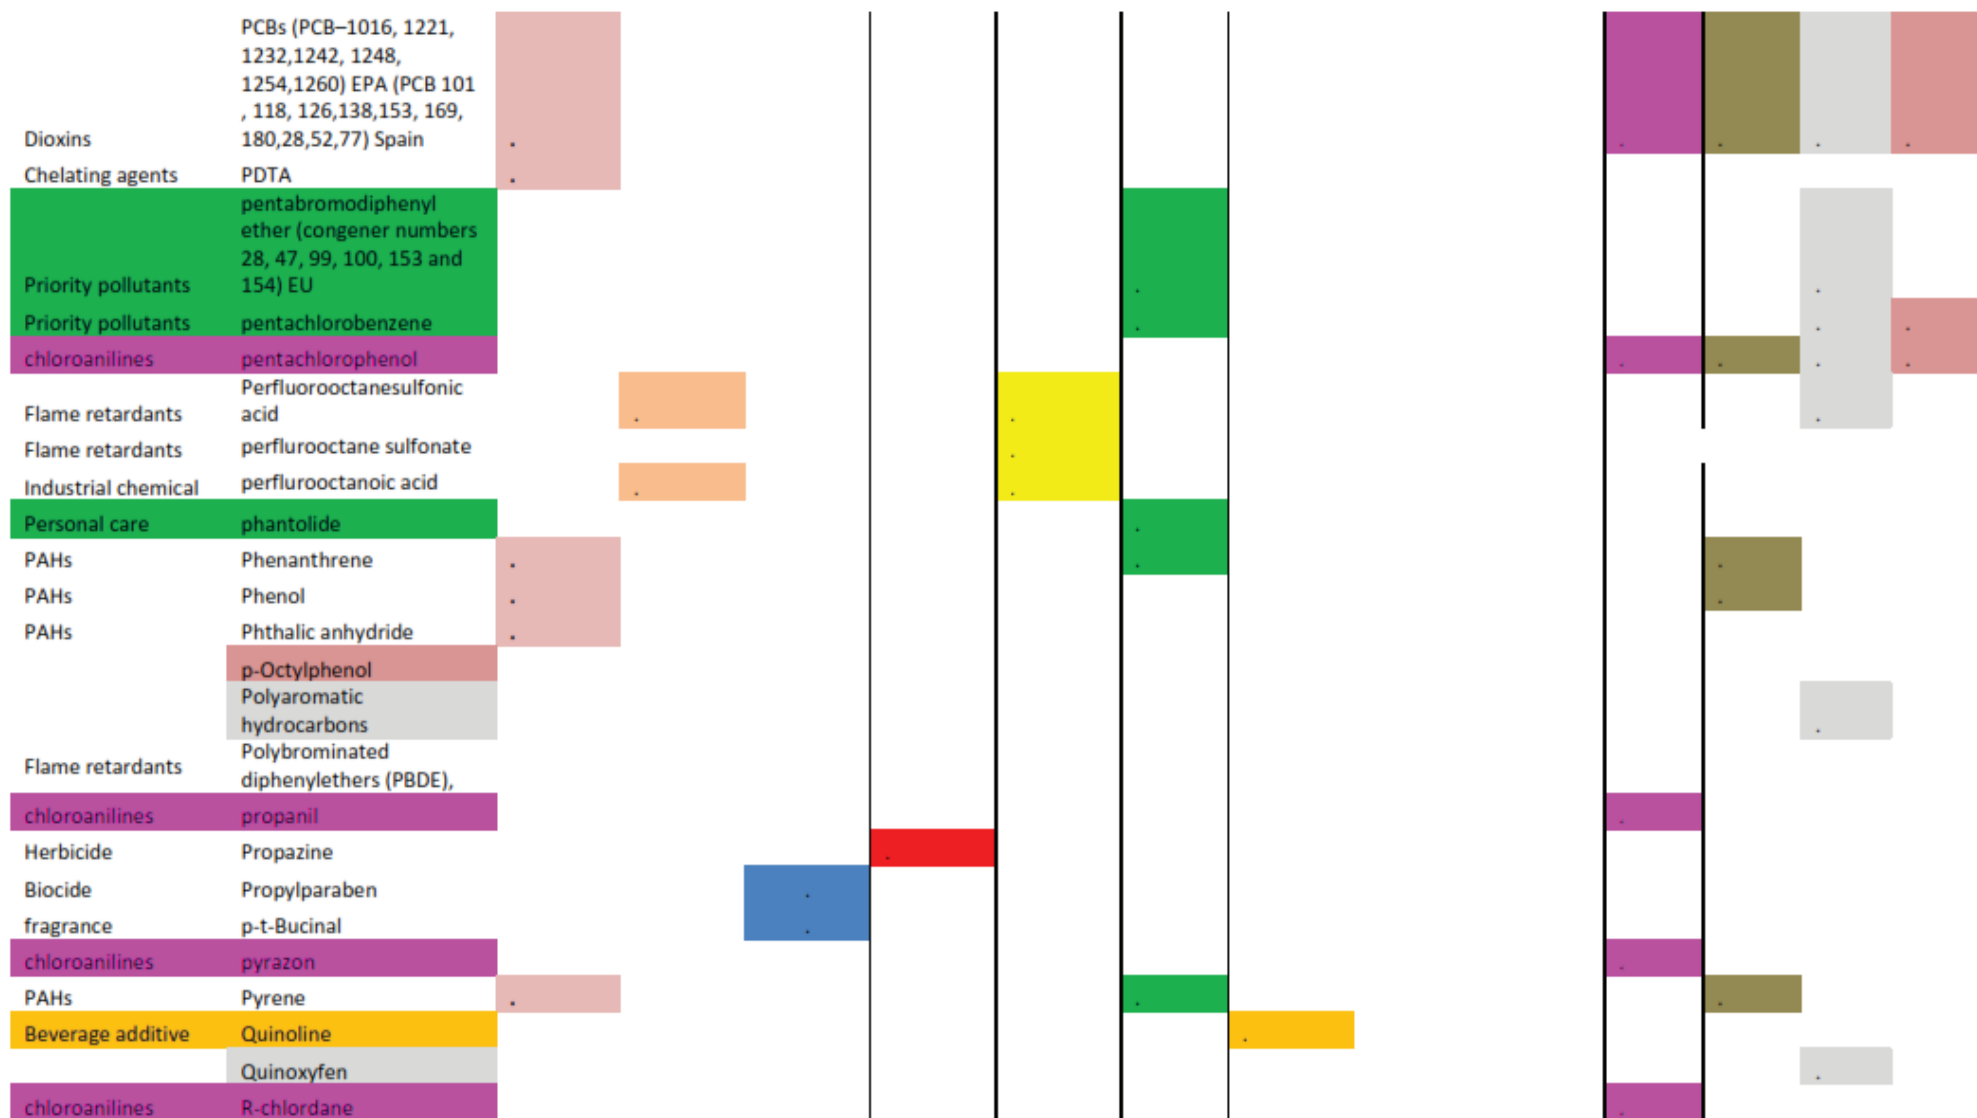 PCBs (PCB–1016, 1221,
1232,1242, 1248,
1254,1260) EPA (PCB 101
, 118, 126,138,153, 169,
Dioxins 180,28,52,77) Spain . . . . .
Chelating agents PDTA .
pentabromodiphenyl
ether (congener numbers
28, 47, 99, 100, 153 and
Priority pollutants 154) EU . .
Priority pollutants pentachlorobenzene . . .
chloroanilines pentachlorophenol . . . .
Perfluorooctanesulfonic
Flame retardants acid . . .
Flame retardants perflurooctane sulfonate .
Industrial chemical perflurooctanoic acid . .
Personal care phantolide .
PAHs Phenanthrene . . .
PAHs Phenol . .
PAHs Phthalic anhydride .
p-Octylphenol
Polyaromatic
hydrocarbons .
Polybrominated
Flame retardants diphenylethers (PBDE),
chloroanilines propanil .
Herbicide Propazine .
Biocide Propylparaben .
fragrance p-t-Bucinal .
chloroanilines pyrazon .
PAHs Pyrene . . .
Beverage additive Quinoline .
Quinoxyfen .
chloroanilines R-chlordane .